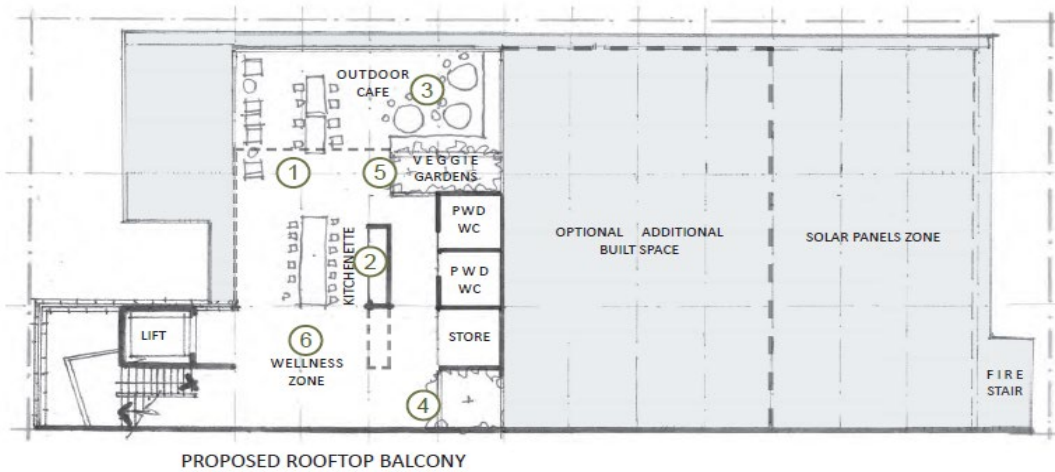 OUTDOOR
CAFE
3
1
5
VEGGIE
GARDENS
PWD
WC
OPTIONAL ADDITIONAL
BUILT SPACE
SOLAR PANELS ZONE
KITCHENETTE
2
PWD
WC
LIFT
6
WELLNESS
ZONE
STORE
4
FIRE
STAIR
PROPOSED ROOFTOP BALCONY